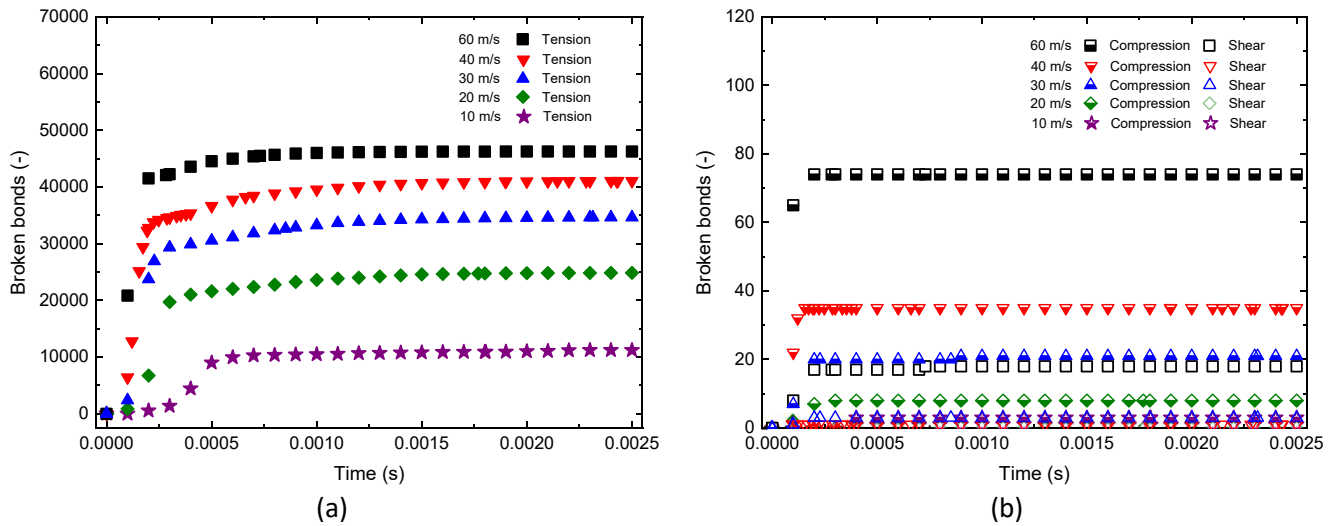 70000
60000
50000
40000
30000
20000
10000
0
Broken bonds (-)
60 m/s Tension
40 m/s Tension
30 m/s Tension
20 m/s Tension
10 m/s Tension
0.0000 0.0005 0.0010 0.0015 0.0020 0.0025
Time (s)
(a)
120
100
80
60
40
20
0
Broken bonds (-)
60 m/s Compression Shear
40 m/s Compression Shear
30 m/s Compression Shear
20 m/s Compression Shear
10 m/s Compression Shear
0.0000 0.0005 0.0010 0.0015 0.0020 0.0025
Time (s)
(b)